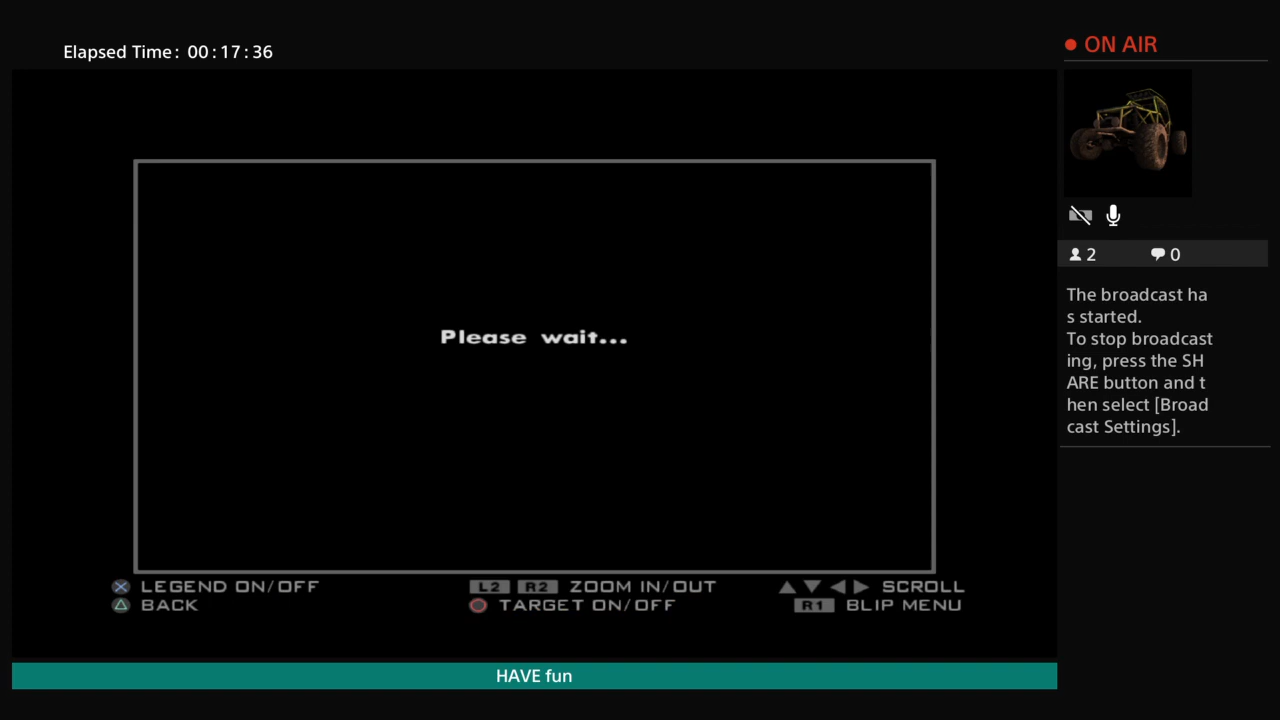 Elapsed Time: 00:17:36
ON AIR
2 0
The broadcast ha
s started.
To stop broadcast
ing, press the SH
ARE button and t
hen select [Broad
cast Settings].
Please wait...
LEGEND ON/OFF L2 R2 ZOOM IN/OUT SCROLL
BACK TARGET ON/OFF R1 BLIP MENU
HAVE fun